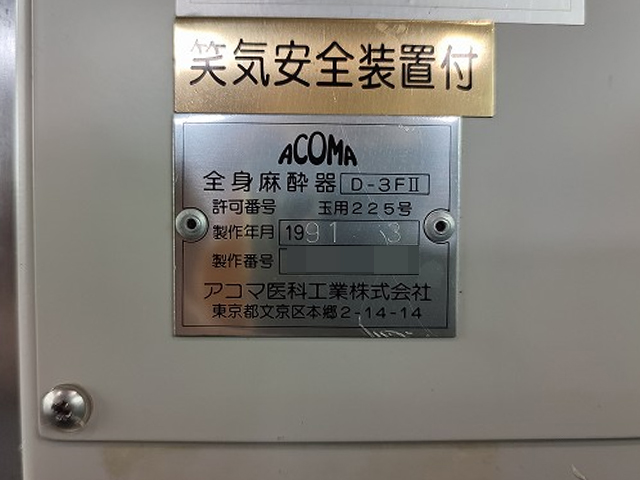 笑気安全装置付
ACOMA
全身麻酔器 D-3FⅡ
許可番号 玉用225号
製作年月 1991 3
製作番号
アコマ医科工業株式会社
東京都文京区本郷2-14-14